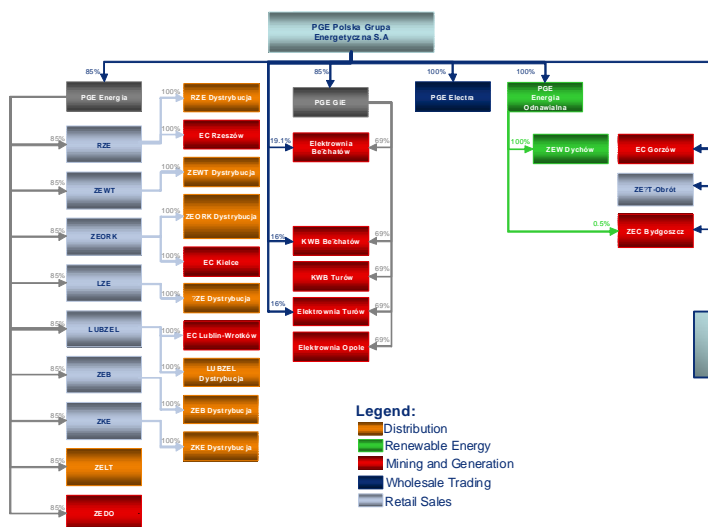 PGE Polska Grupa
Energetyczna S.A
85%
85%
100%
100%
PGE Energia
RZE Dystrybucja
PGE GiE
PGE Electra
PGE
Energia
Odnawialna
100%
85%
RZE
100%
EC Rzeszów
19.1%
Elektrownia
Bełchatów
69%
100%
ZEW Dychów
EC Gorzów
85%
ZEWT
100%
ZEWT Dystrybucja
ZE?T-Obrót
85%
ZEORK
100%
ZEORK Dystrybucja
0.5%
ZEC Bydgoszcz
16%
KWB Bełchatów
69%
100%
EC Kielce
85%
LZE
100%
?ZE Dystrybucja
KWB Turów
69%
16%
Elektrownia Turów
69%
85%
LUBZEL
100%
EC Lublin-Wrotków
Elektrownia Opole
69%
85%
ZEB
100%
LUBZEL
Dystrybucja
100%
ZEB Dystrybucja
85%
ZKE
100%
ZKE Dystrybucja
85%
ZELT
85%
ZEDO
Legend:
Distribution
Renewable Energy
Mining and Generation
Wholesale Trading
Retail Sales